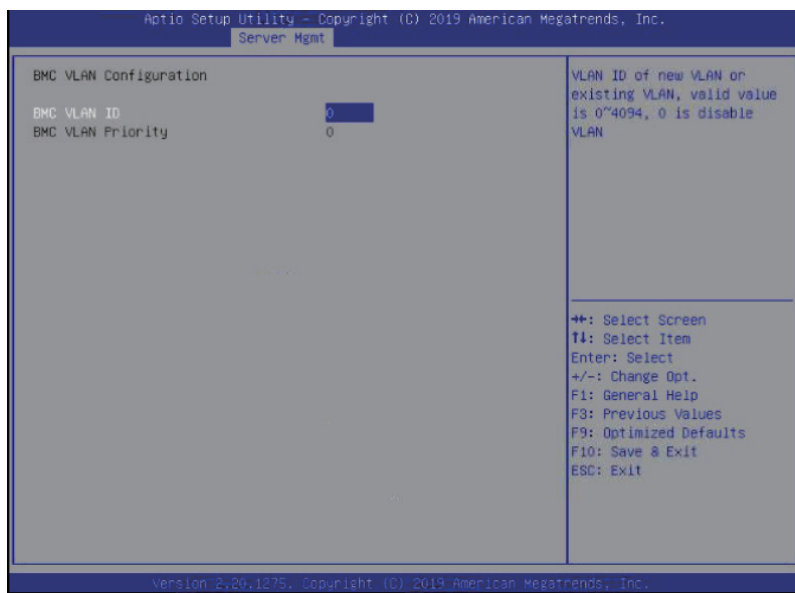 Aptio Setup Utility - Copyright (C) 2019 American Megatrends, Inc.
Server Mgmt
BMC VLAN Configuration
BMC VLAN ID 0
BMC VLAN Priority 0
VLAN ID of new VLAN or
existing VLAN, valid value
is 0~4094, 0 is disable
VLAN
→←: Select Screen
↑↓: Select Item
Enter: Select
+/-: Change Opt.
F1: General Help
F3: Previous Values
F9: Optimized Defaults
F10: Save & Exit
ESC: Exit
Version 2.20.1275. Copyright (C) 2019 American Megatrends, Inc.